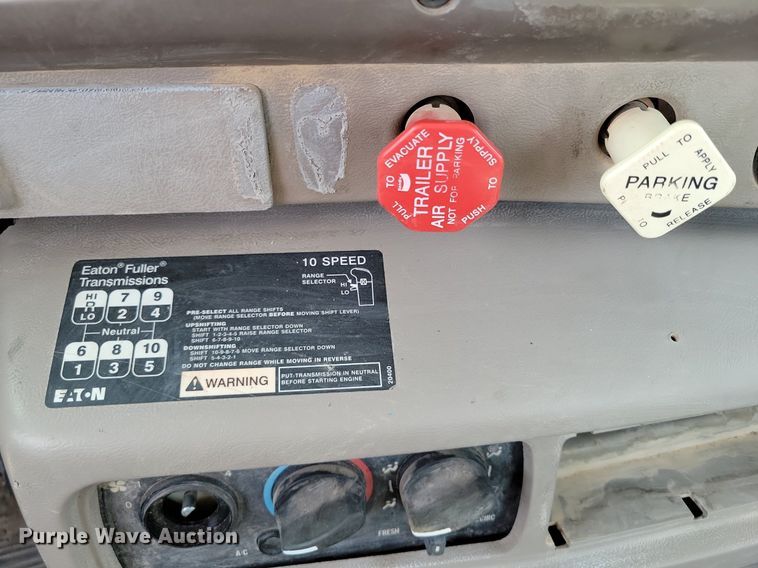 PULL TO EVACUATE
TRAILER
AIR SUPPLY
NOT FOR PARKING
PUSH TO SUPPLY
PULL TO APPLY
PARKING
BRAKE
TO RELEASE
Eaton® Fuller®
Transmissions
10 SPEED
RANGE
SELECTOR
HI
LO
HI
R
LO
7
2
9
4
Neutral
6
1
8
3
10
5
PRE-SELECT ALL RANGE SHIFTS
(MOVE RANGE SELECTOR BEFORE MOVING SHIFT LEVER)
UPSHIFTING
START WITH RANGE SELECTOR DOWN
SHIFT 1-2-3-4-5 RAISE RANGE SELECTOR
SHIFT 6-7-8-9-10
DOWNSHIFTING
SHIFT 10-9-8-7-6 MOVE RANGE SELECTOR DOWN
SHIFT 5-4-3-2-1
DO NOT CHANGE RANGE WHILE MOVING IN REVERSE
WARNING
PUT-TRANSMISSION IN NEUTRAL
BEFORE STARTING ENGINE
20400
EATON
0
4
A/C
FRESH
Purple Wave Auction